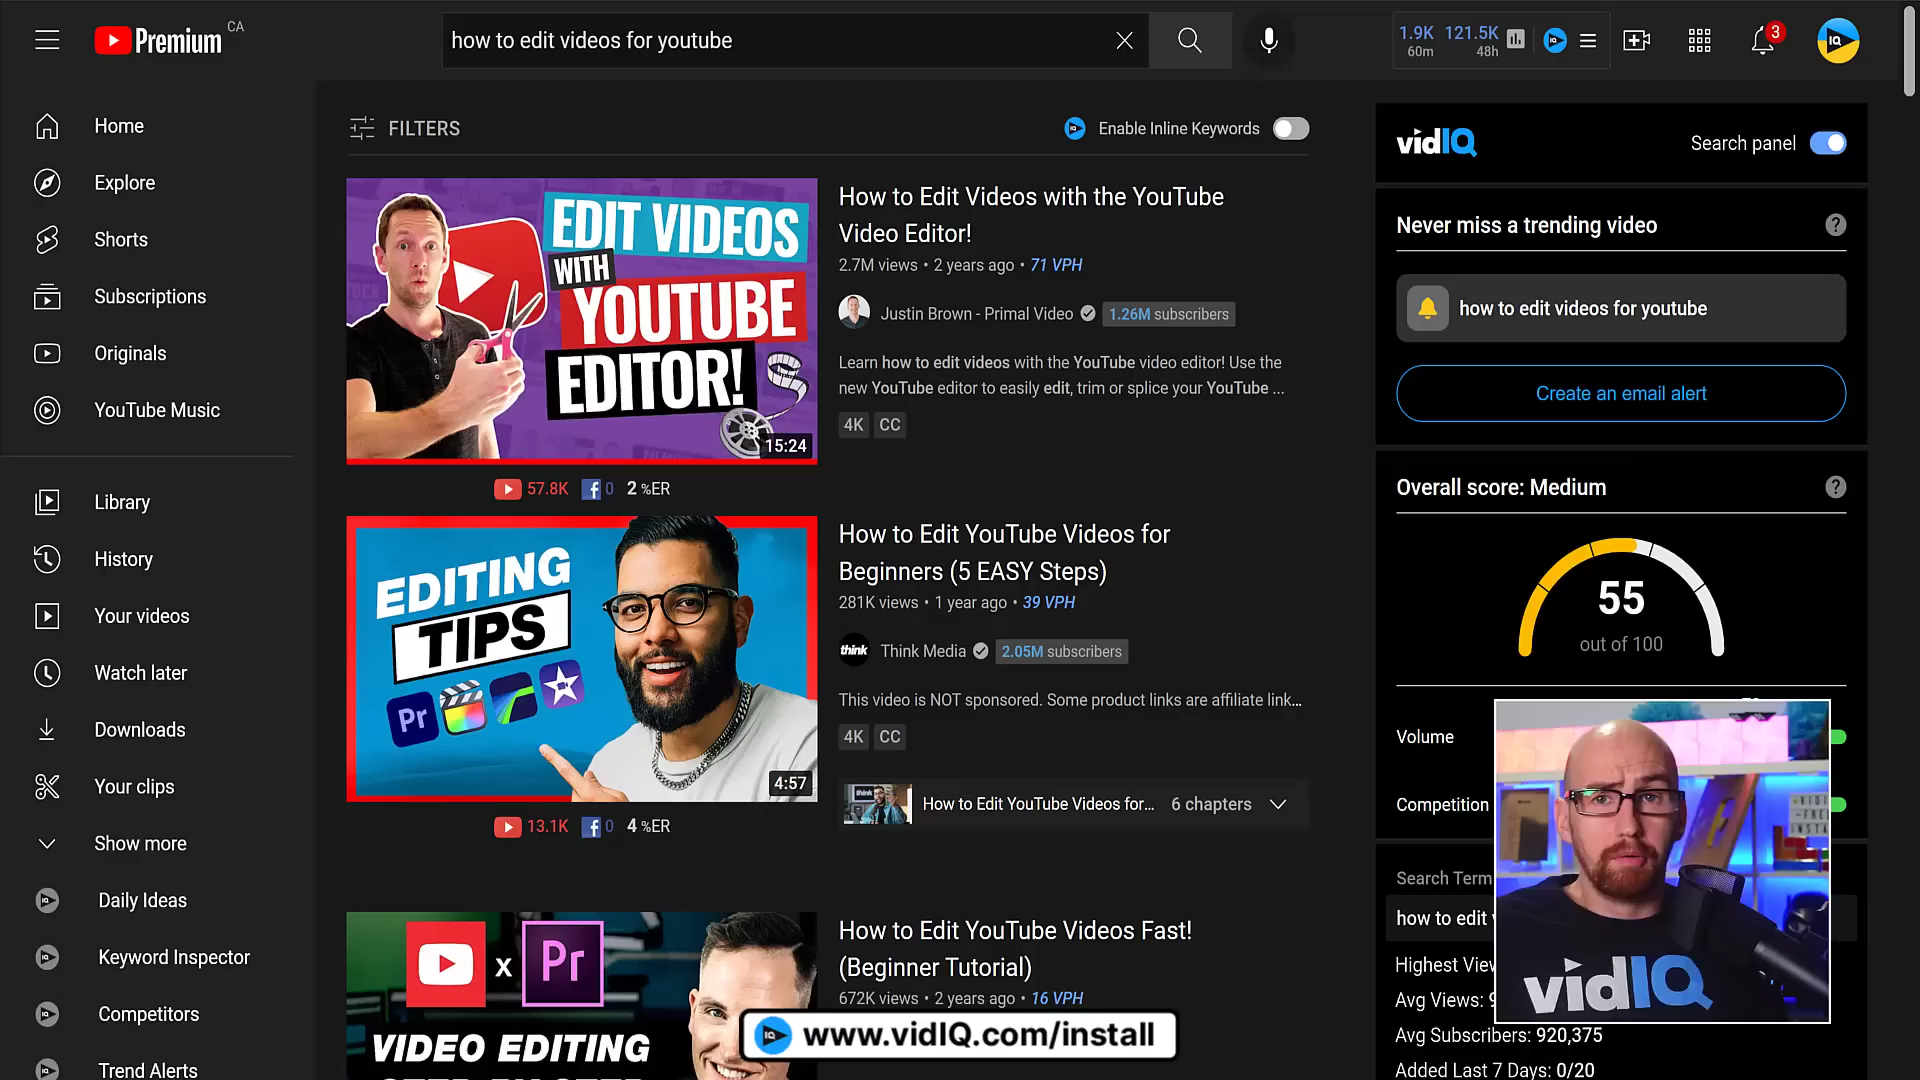 Premium
CA
how to edit videos for youtube
1.9K
60m
121.5K
48h
3
Home
Explore
Shorts
Subscriptions
Originals
YouTube Music
Library
History
Your videos
Watch later
Downloads
Your clips
Show more
Daily Ideas
Keyword Inspector
Competitors
Trend Alerts
FILTERS
Enable Inline Keywords
EDIT VIDEOS
WITH
YOUTUBE
EDITOR!
15:24
57.8K
0
2 %ER
How to Edit Videos with the YouTube
Video Editor!
2.7M views • 2 years ago • 71 VPH
Justin Brown - Primal Video
1.26M subscribers
Learn how to edit videos with the YouTube video editor! Use the
new YouTube editor to easily edit, trim or splice your YouTube ...
4K
CC
EDITING
TIPS
Pr
4:57
13.1K
0
4 %ER
How to Edit YouTube Videos for
Beginners (5 EASY Steps)
281K views • 1 year ago • 39 VPH
think
Think Media
2.05M subscribers
This video is NOT sponsored. Some product links are affiliate link...
4K
CC
How to Edit YouTube Videos for...
6 chapters
x
Pr
VIDEO EDITING
How to Edit YouTube Videos Fast!
(Beginner Tutorial)
672K views • 2 years ago • 16 VPH
www.vidIQ.com/install
vidIQ
Search panel
Never miss a trending video
how to edit videos for youtube
Create an email alert
Overall score: Medium
55
out of 100
Volume
Competition
Search Term
how to edit
Highest
Avg Views:
Avg Subscribers: 920,375
Added Last 7 Days: 0/20
vidIQ